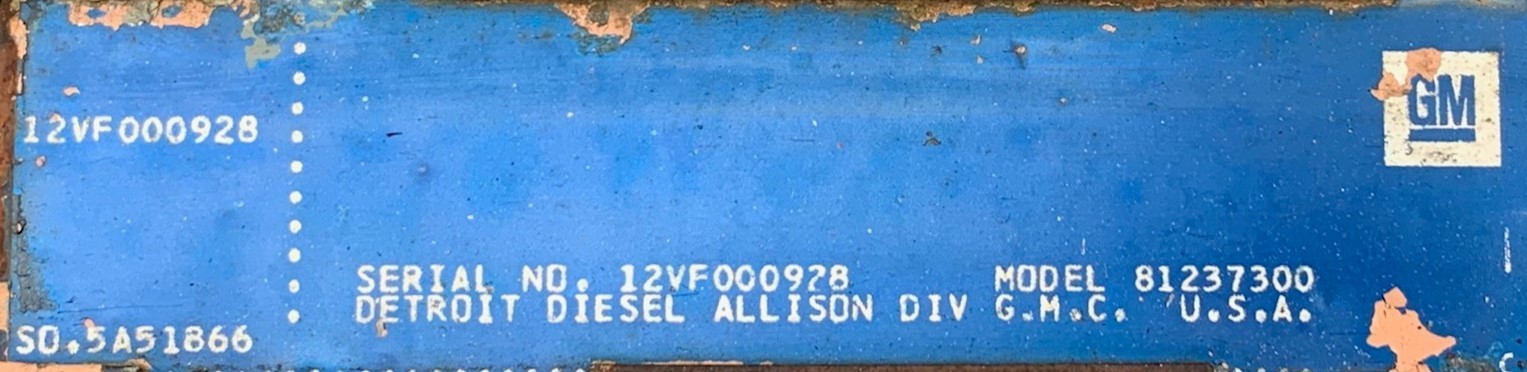 12VF000928
GM
SERIAL NO. 12VF000928 MODEL 81237300
DETROIT DIESEL ALLISON DIV G.M.C. U.S.A.
SO.5A51866